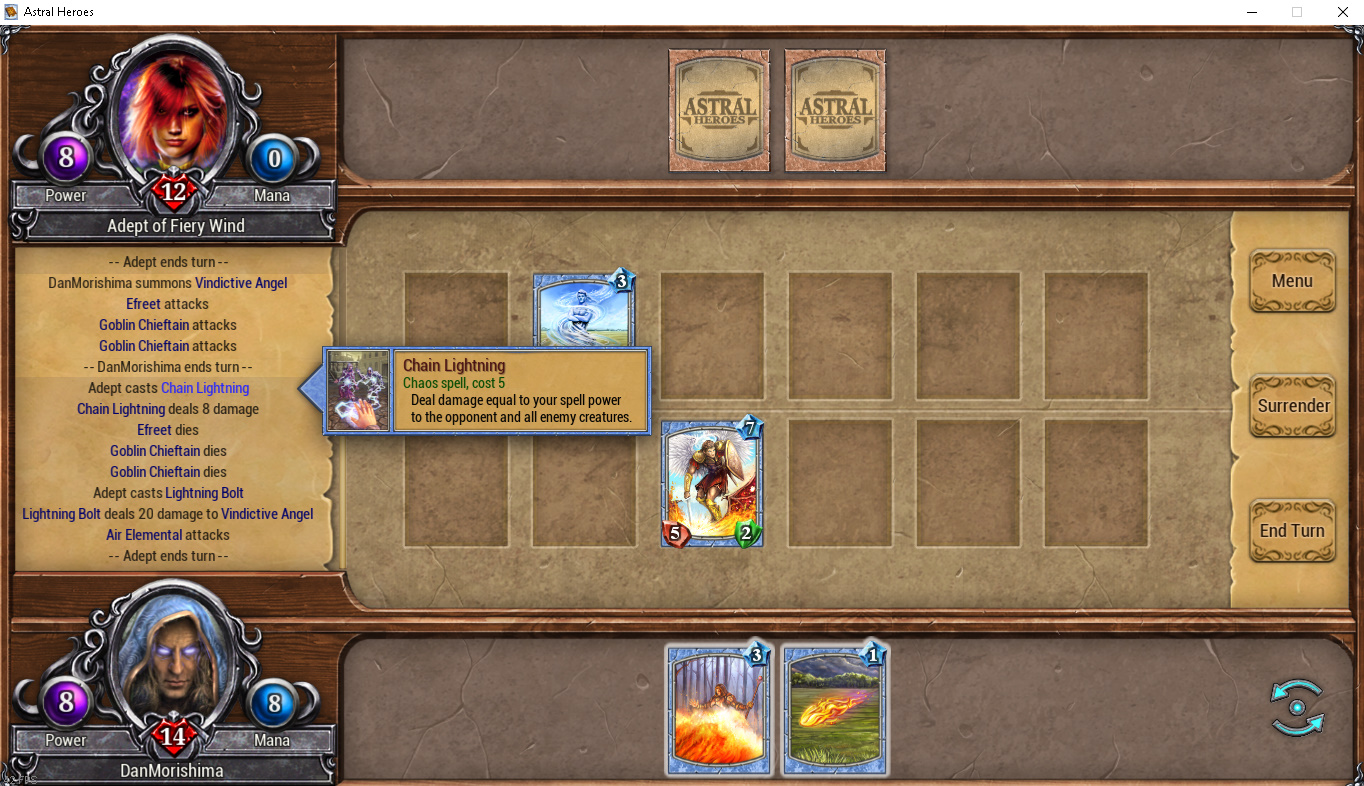 Astral Heroes
8
0
Power
12
Mana
Adept of Fiery Wind
ASTRAL
HEROES
ASTRAL
HEROES
-- Adept ends turn --
DanMorishima summons Vindictive Angel
Efreet attacks
Goblin Chieftain attacks
Goblin Chieftain attacks
-- DanMorishima ends turn --
Adept casts Chain Lightning
Chain Lightning deals 8 damage
Efreet dies
Goblin Chieftain dies
Goblin Chieftain dies
Adept casts Lightning Bolt
Lightning Bolt deals 20 damage to Vindictive Angel
Air Elemental attacks
-- Adept ends turn --
3
Chain Lightning
Chaos spell, cost 5
Deal damage equal to your spell power
to the opponent and all enemy creatures.
7
5
2
Menu
Surrender
End Turn
8
8
Power
14
Mana
DanMorishima
3
1